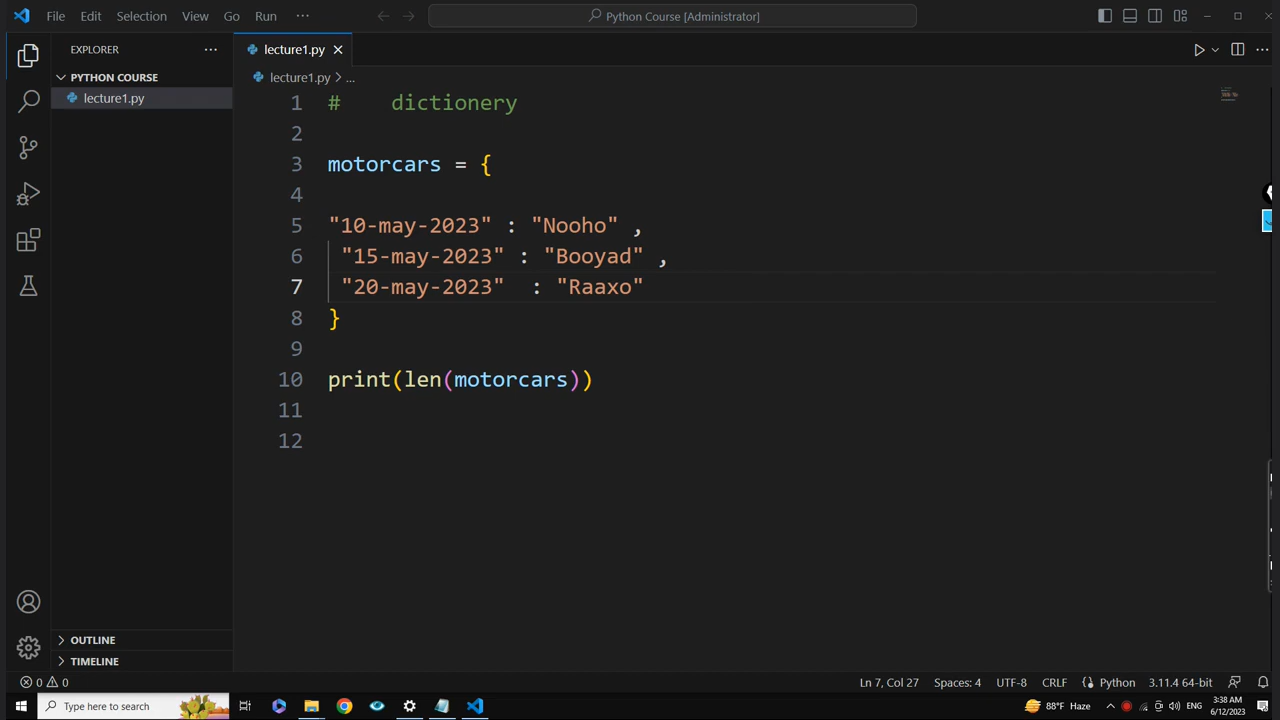 File Edit Selection View Go Run ··· Python Course [Administrator]
EXPLORER ···
lecture1.py
PYTHON COURSE
lecture1.py
lecture1.py > ...
1 # dictionery
2
3 motorcars = {
4
5 "10-may-2023" : "Nooho" ,
6 "15-may-2023" : "Booyad" ,
7 "20-may-2023" : "Raaxo"
8 }
9
10 print(len(motorcars))
11
12
OUTLINE
TIMELINE
0 0 Ln 7, Col 27 Spaces: 4 UTF-8 CRLF Python 3.11.4 64-bit
Type here to search 88°F Haze ENG 3:38 AM
6/12/2023